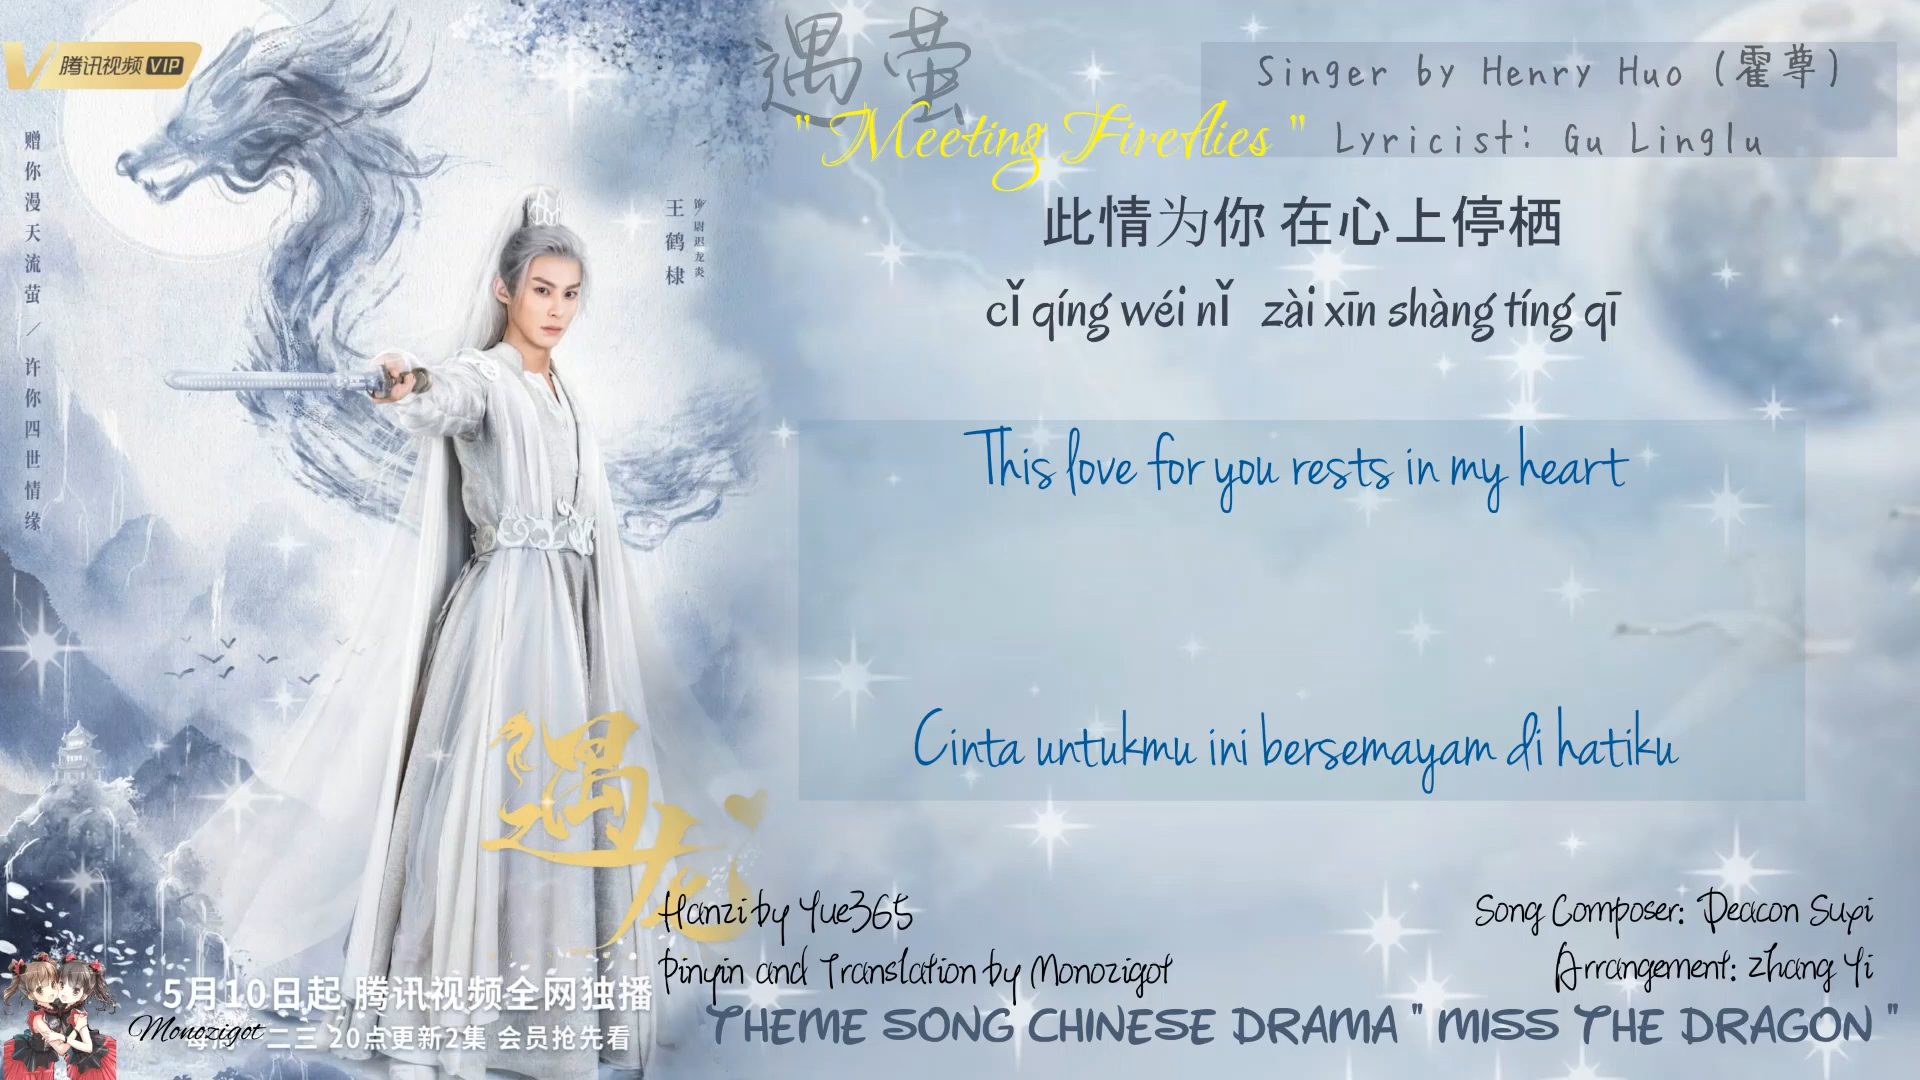 腾讯视频 VIP
赠你漫天流萤／许你四世情缘
王鹤棣
饰／尉迟龙炎
遇萤
" Meeting Fireflies "
Singer by Henry Huo (霍尊)
Lyricist: Gu Linglu
此情为你 在心上停栖
cǐ qíng wéi nǐ zài xīn shàng tíng qī
This love for you rests in my heart
Cinta untukmu ini bersemayam di hatiku
遇龙
Hanzi by Yue365
Pinyin and Translation by Monozigot
Song Composer: Deacon Suyi
Arrangement: Zhang Yi
5月10日起 腾讯视频全网独播
二三 20点更新2集 会员抢先看
Monozigot
THEME SONG CHINESE DRAMA " MISS THE DRAGON "